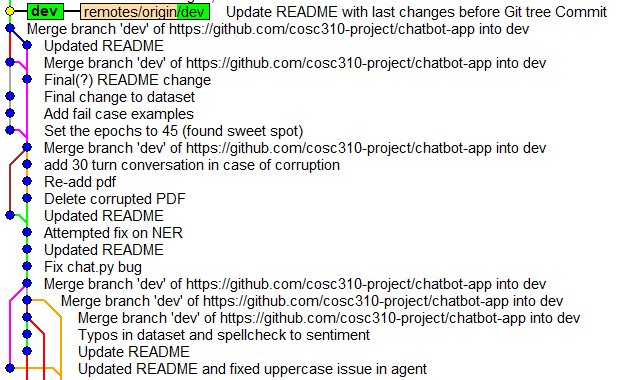 dev remotes/origin/dev Update README with last changes before Git tree Commit
Merge branch 'dev' of https://github.com/cosc310-project/chatbot-app into dev
Updated README
Merge branch 'dev' of https://github.com/cosc310-project/chatbot-app into dev
Final(?) README change
Final change to dataset
Add fail case examples
Set the epochs to 45 (found sweet spot)
Merge branch 'dev' of https://github.com/cosc310-project/chatbot-app into dev
add 30 turn conversation in case of corruption
Re-add pdf
Delete corrupted PDF
Updated README
Attempted fix on NER
Updated README
Fix chat.py bug
Merge branch 'dev' of https://github.com/cosc310-project/chatbot-app into dev
Merge branch 'dev' of https://github.com/cosc310-project/chatbot-app into dev
Merge branch 'dev' of https://github.com/cosc310-project/chatbot-app into dev
Typos in dataset and spellcheck to sentiment
Update README
Updated README and fixed uppercase issue in agent